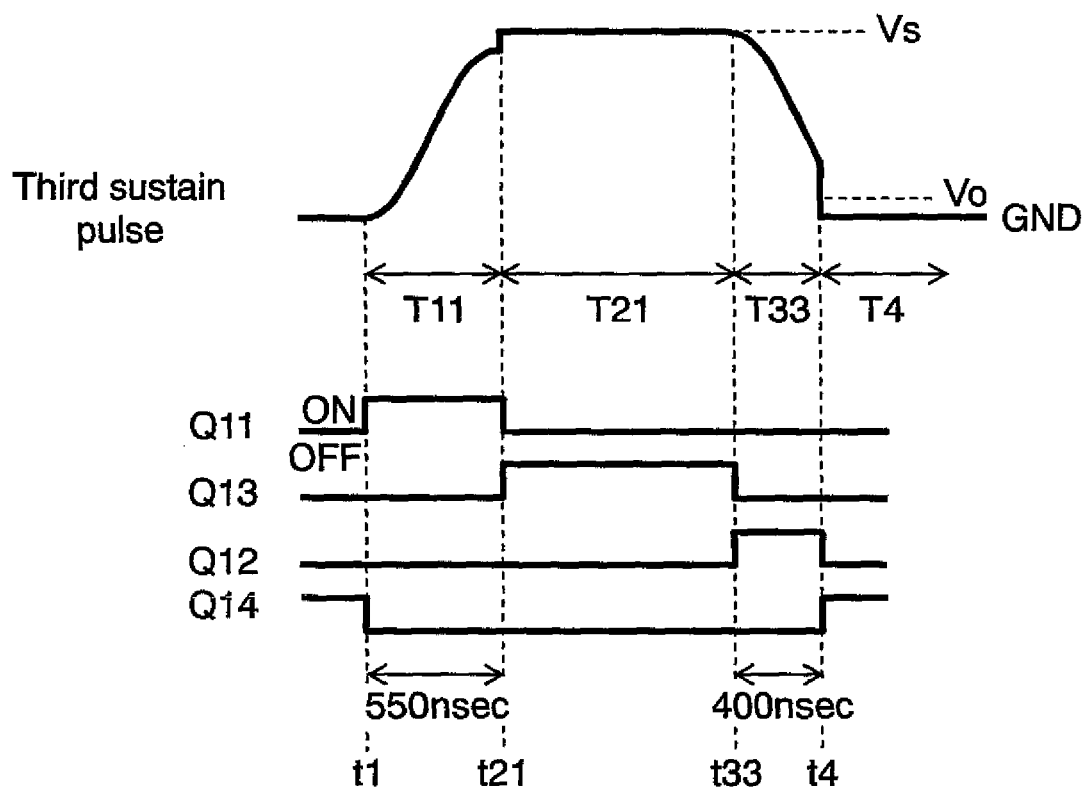 Vs
Third sustain
pulse
Vo
GND
T11
T21
T33
T4
Q11
ON
OFF
Q13
Q12
Q14
550nsec
400nsec
t1
t21
t33
t4